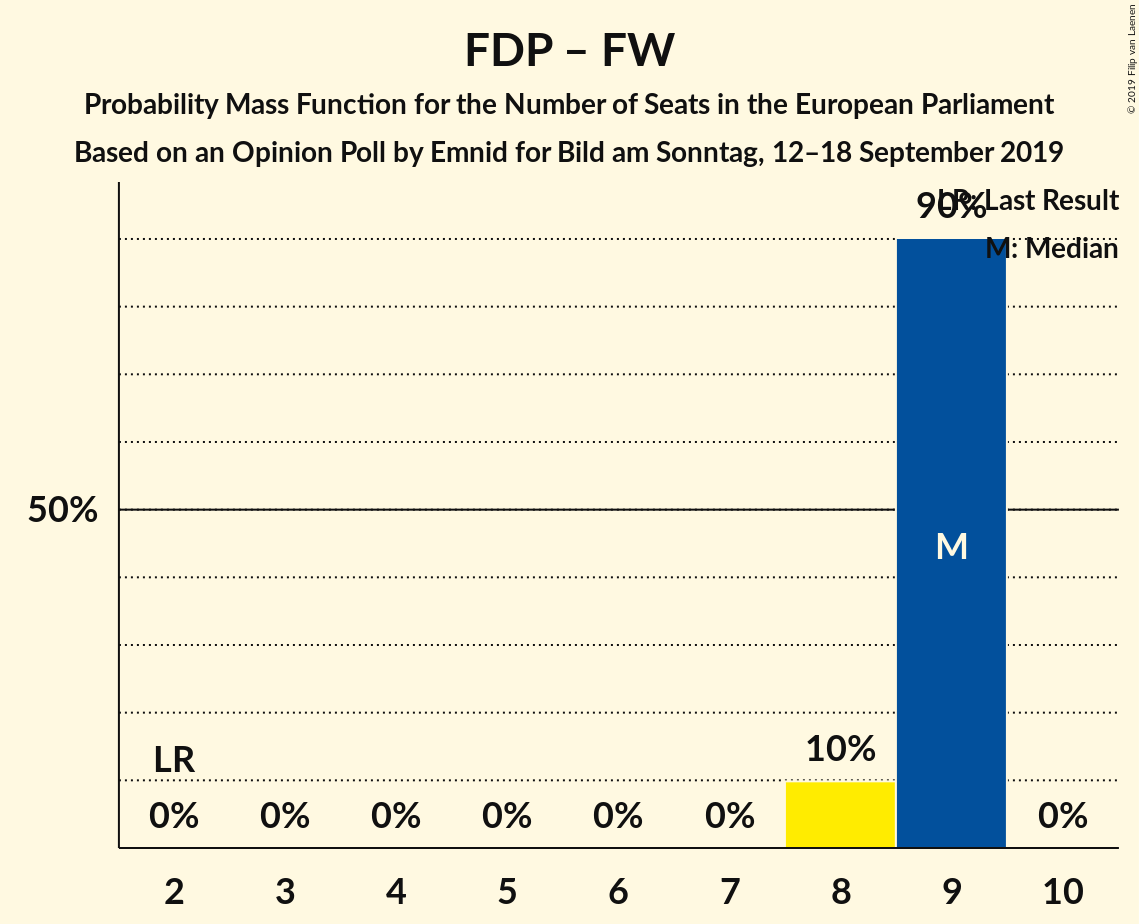 FDP – FW
Probability Mass Function for the Number of Seats in the European Parliament
Based on an Opinion Poll by Emnid for Bild am Sonntag, 12–18 September 2019
© 2019 Filip van Laenen
LR: Last Result
M: Median
90%
50%
M
10%
LR
0% 0% 0% 0% 0% 0% 0%
2 3 4 5 6 7 8 9 10